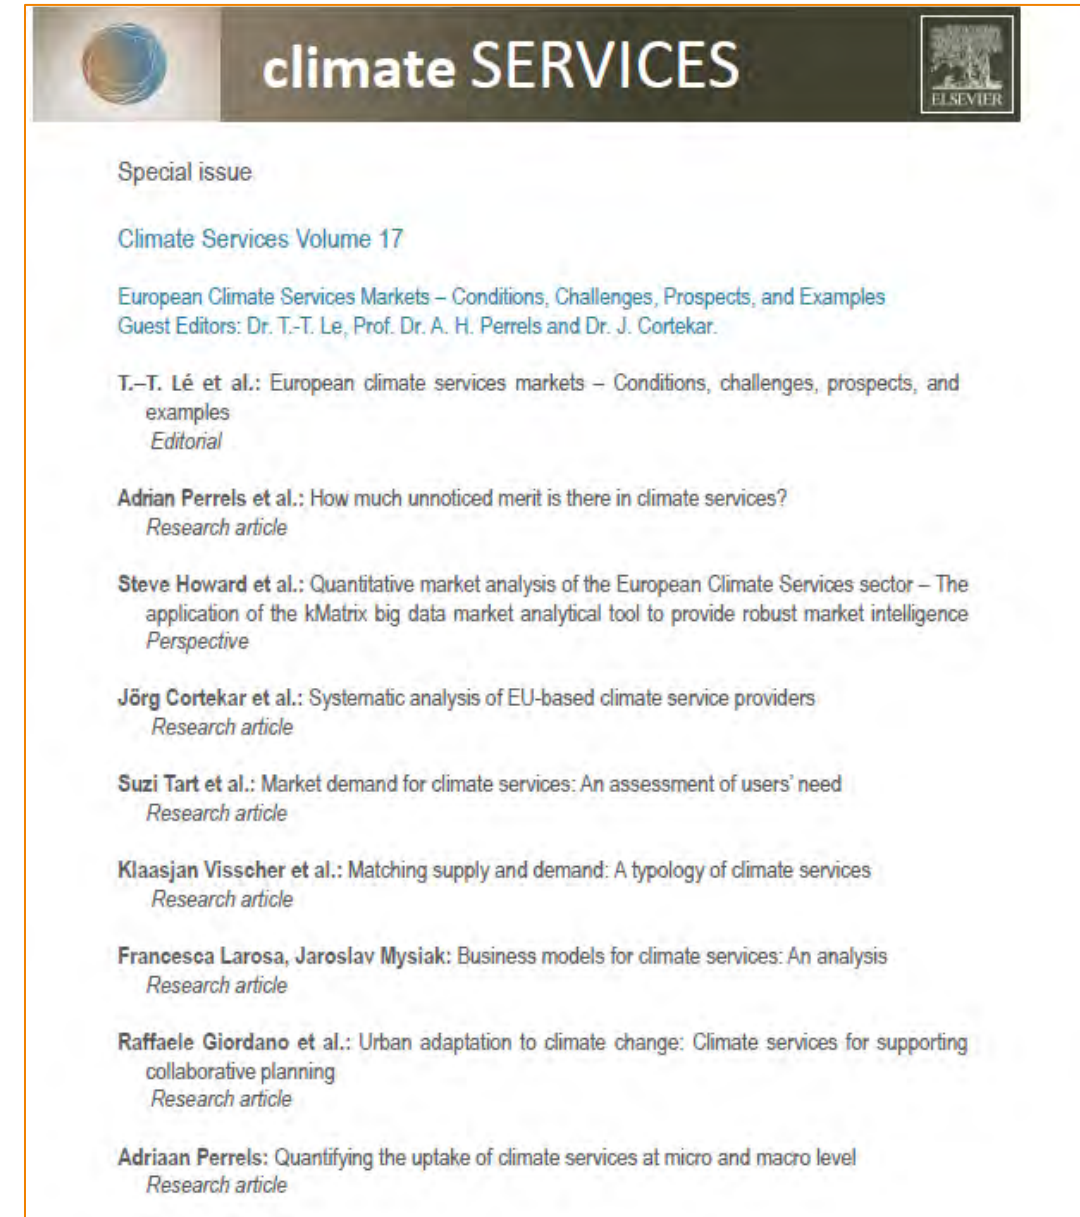 climate SERVICES
ELSEVIER
Special issue
Climate Services Volume 17
European Climate Services Markets – Conditions, Challenges, Prospects, and Examples
Guest Editors: Dr. T.-T. Le, Prof. Dr. A. H. Perrels and Dr. J. Cortekar.
T.–T. Lé et al.: European climate services markets – Conditions, challenges, prospects, and
examples
Editorial
Adrian Perrels et al.: How much unnoticed merit is there in climate services?
Research article
Steve Howard et al.: Quantitative market analysis of the European Climate Services sector – The
application of the kMatrix big data market analytical tool to provide robust market intelligence
Perspective
Jörg Cortekar et al.: Systematic analysis of EU-based climate service providers
Research article
Suzi Tart et al.: Market demand for climate services: An assessment of users’ need
Research article
Klaasjan Visscher et al.: Matching supply and demand: A typology of climate services
Research article
Francesca Larosa, Jaroslav Mysiak: Business models for climate services: An analysis
Research article
Raffaele Giordano et al.: Urban adaptation to climate change: Climate services for supporting
collaborative planning
Research article
Adriaan Perrels: Quantifying the uptake of climate services at micro and macro level
Research article